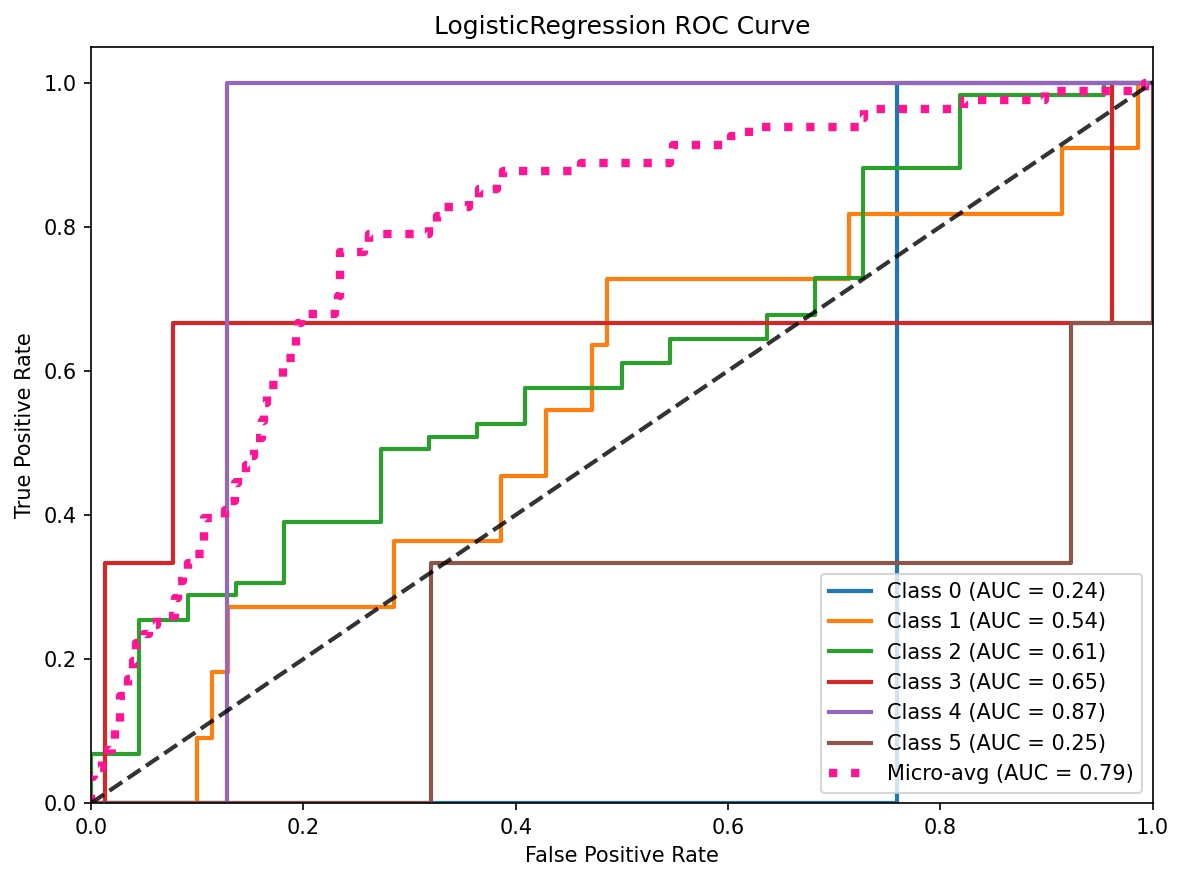 LogisticRegression ROC Curve
True Positive Rate
1.0
0.8
0.6
0.4
0.2
0.0
Class 0 (AUC = 0.24)
Class 1 (AUC = 0.54)
Class 2 (AUC = 0.61)
Class 3 (AUC = 0.65)
Class 4 (AUC = 0.87)
Class 5 (AUC = 0.25)
Micro-avg (AUC = 0.79)
0.0 0.2 0.4 0.6 0.8 1.0
False Positive Rate